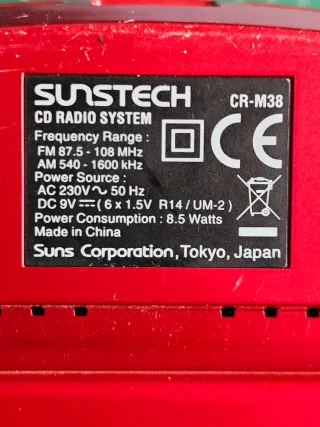 SUNSTECH CR-M38
CD RADIO SYSTEM
Frequency Range :
FM 87.5 - 108 MHz
AM 540 - 1600 kHz
Power Source :
AC 230V ~ 50 Hz
DC 9V ⎓ ( 6 x 1.5V R14 / UM-2 )
Power Consumption : 8.5 Watts
Made in China
Suns Corporation, Tokyo, Japan
CE